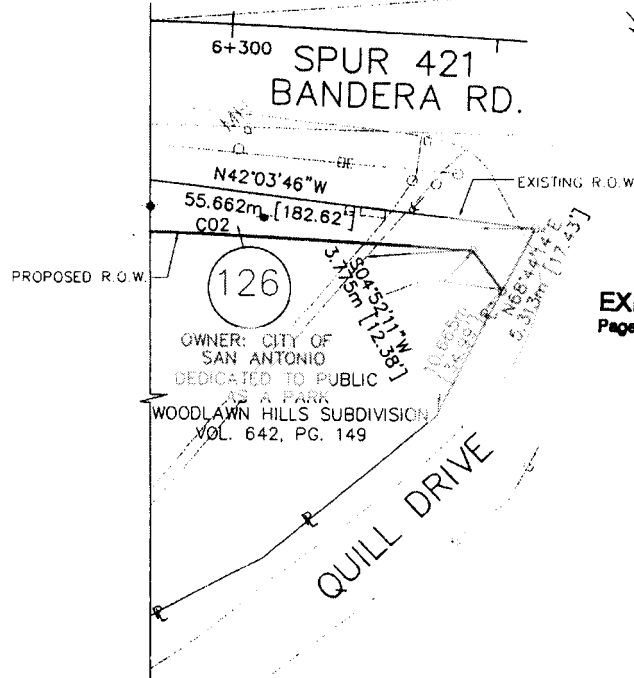 6+300
SPUR 421
BANDERA RD.
N42°03'46"W
EXISTING R.O.W.
55.662m [182.62']
C02
PROPOSED R.O.W.
S04°52'11"W
3.775m [12.38']
N68°44'14"E
5.313m [17.43']
126
OWNER: CITY OF
SAN ANTONIO
DEDICATED TO PUBLIC
AS A PARK
WOODLAWN HILLS SUBDIVISION
VOL. 642, PG. 149
QUILL DRIVE
Page